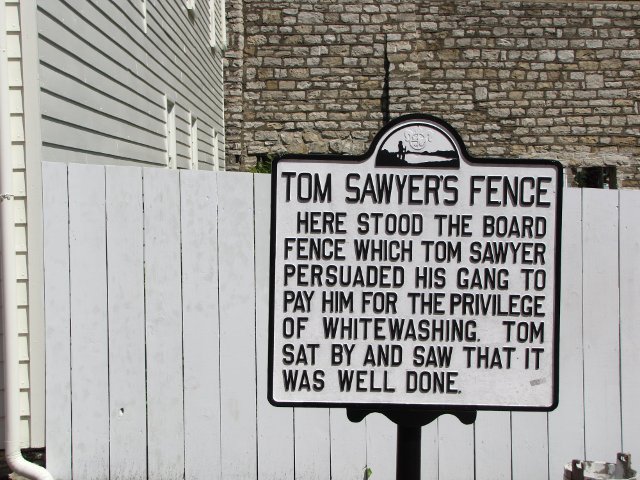 TOM SAWYER'S FENCE
HERE STOOD THE BOARD
FENCE WHICH TOM SAWYER
PERSUADED HIS GANG TO
PAY HIM FOR THE PRIVILEGE
OF WHITEWASHING. TOM
SAT BY AND SAW THAT IT
WAS WELL DONE.